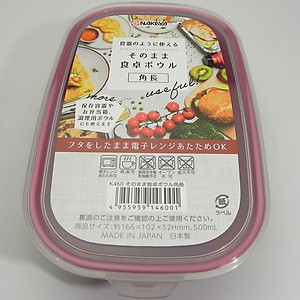 NAKAYA
食器のように使える
そのまま
食卓ボウル
角長
more
useful!
保存容器や
お弁当箱、
調理用ボウル
にも使えます
フタをしたまま電子レンジあたためOK
K460 そのまま食卓ボウル角長
4 955959 146001
裏面のご注意をご確認の上ご使用ください。
商品サイズ：約166×102×52Hmm、500mL
MADE IN JAPAN 日本製
紙
ラベル